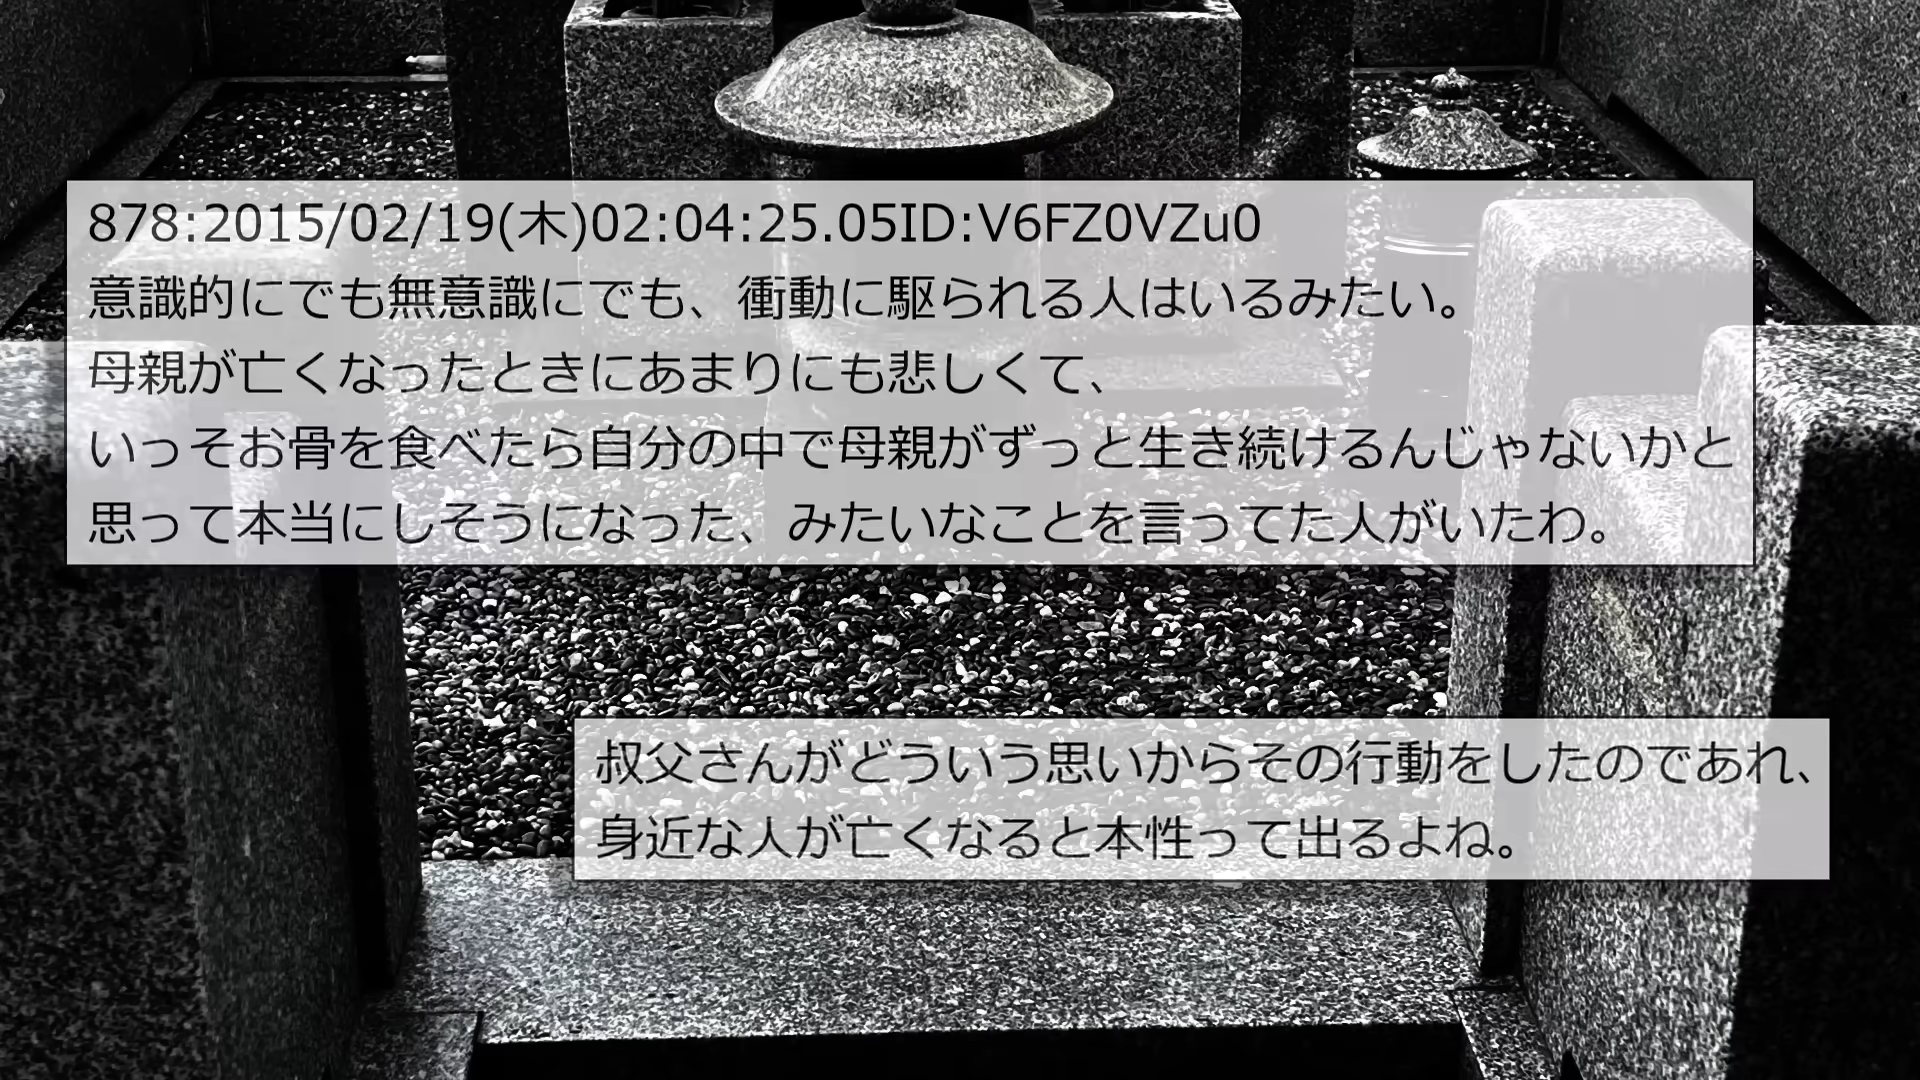 878:2015/02/19(木)02:04:25.05ID:V6FZ0VZu0
意識的にでも無意識にでも、衝動に駆られる人はいるみたい。
母親が亡くなったときにあまりにも悲しくて、
いっそお骨を食べたら自分の中で母親がずっと生き続けるんじゃないかと
思って本当にしそうになった、みたいなことを言ってた人がいたわ。
叔父さんがどういう思いからその行動をしたのであれ、
身近な人が亡くなると本性って出るよね。